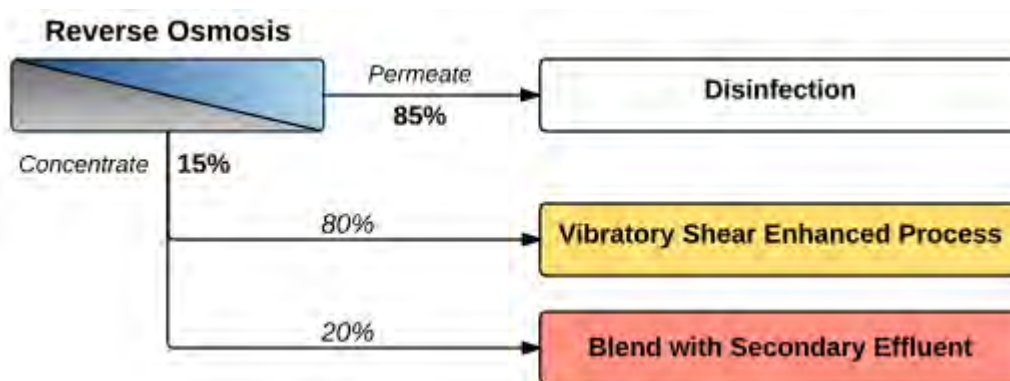 Reverse Osmosis
Permeate
85%
Disinfection
Concentrate 15%
80%
Vibratory Shear Enhanced Process
20%
Blend with Secondary Effluent